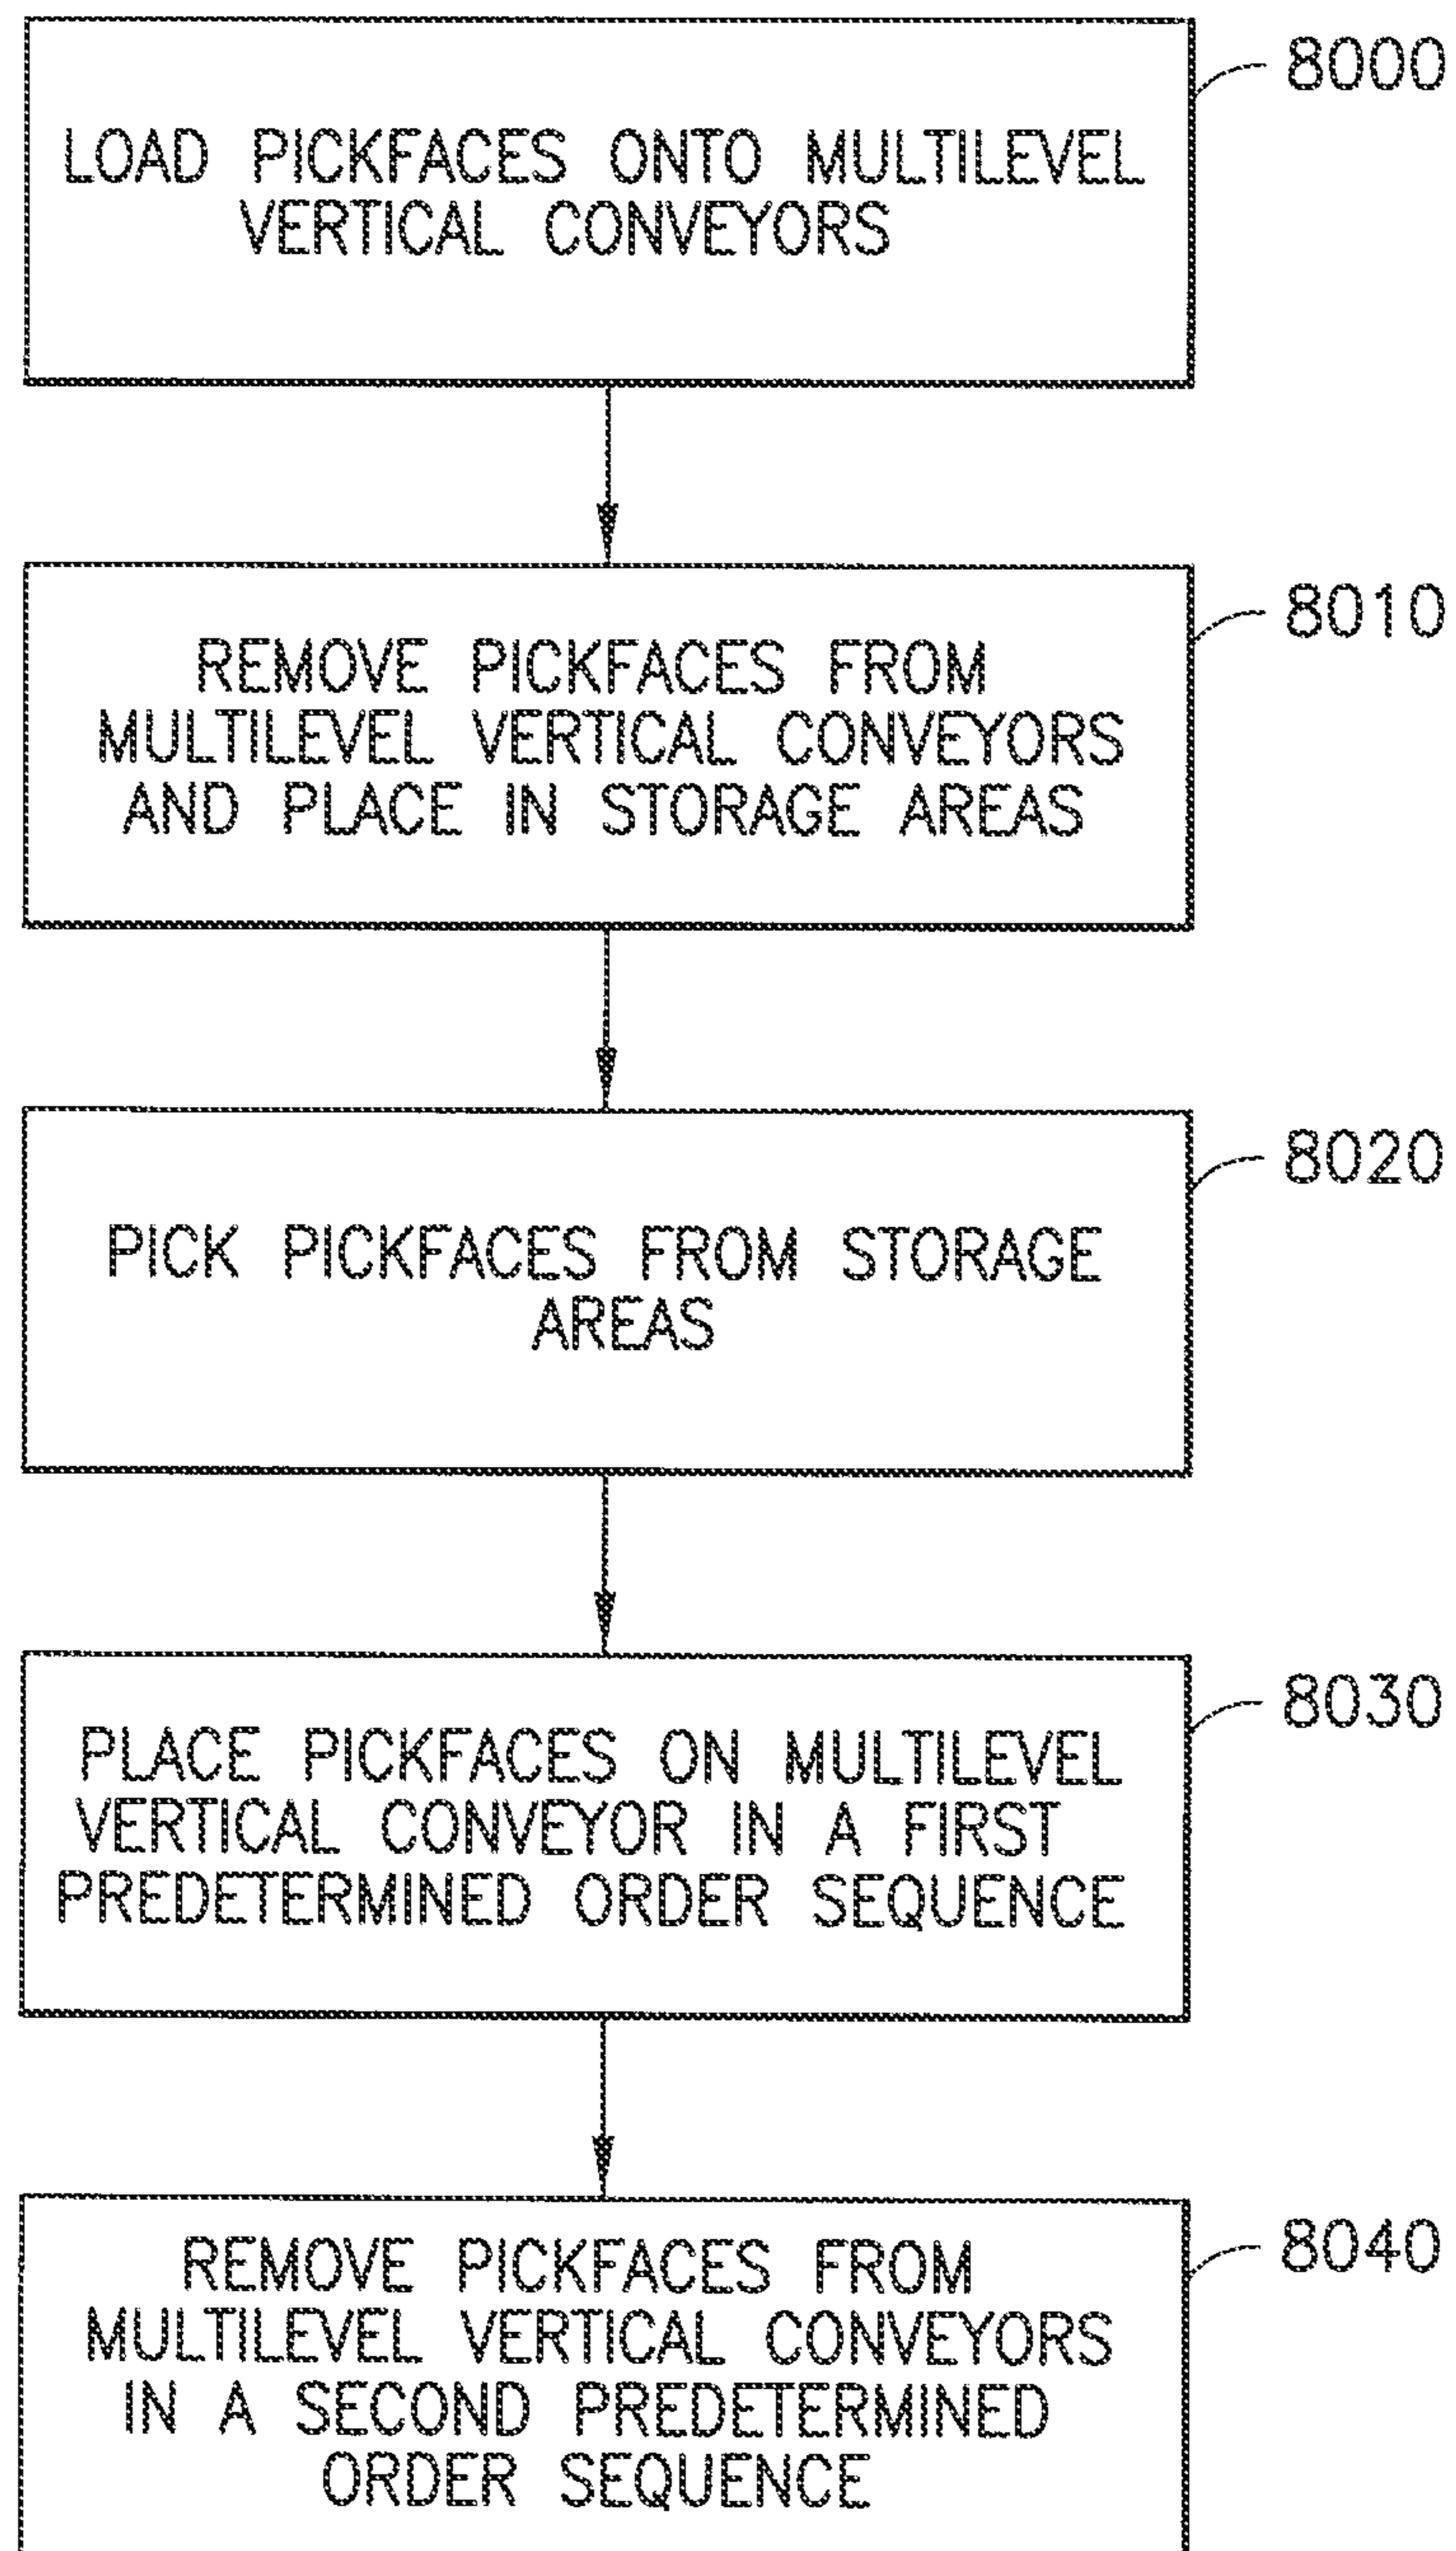 8000
LOAD PICKFACES ONTO MULTILEVEL
VERTICAL CONVEYORS
8010
REMOVE PICKFACES FROM
MULTILEVEL VERTICAL CONVEYORS
AND PLACE IN STORAGE AREAS
8020
PICK PICKFACES FROM STORAGE
AREAS
8030
PLACE PICKFACES ON MULTILEVEL
VERTICAL CONVEYOR IN A FIRST
PREDETERMINED ORDER SEQUENCE
8040
REMOVE PICKFACES FROM
MULTILEVEL VERTICAL CONVEYORS
IN A SECOND PREDETERMINED
ORDER SEQUENCE